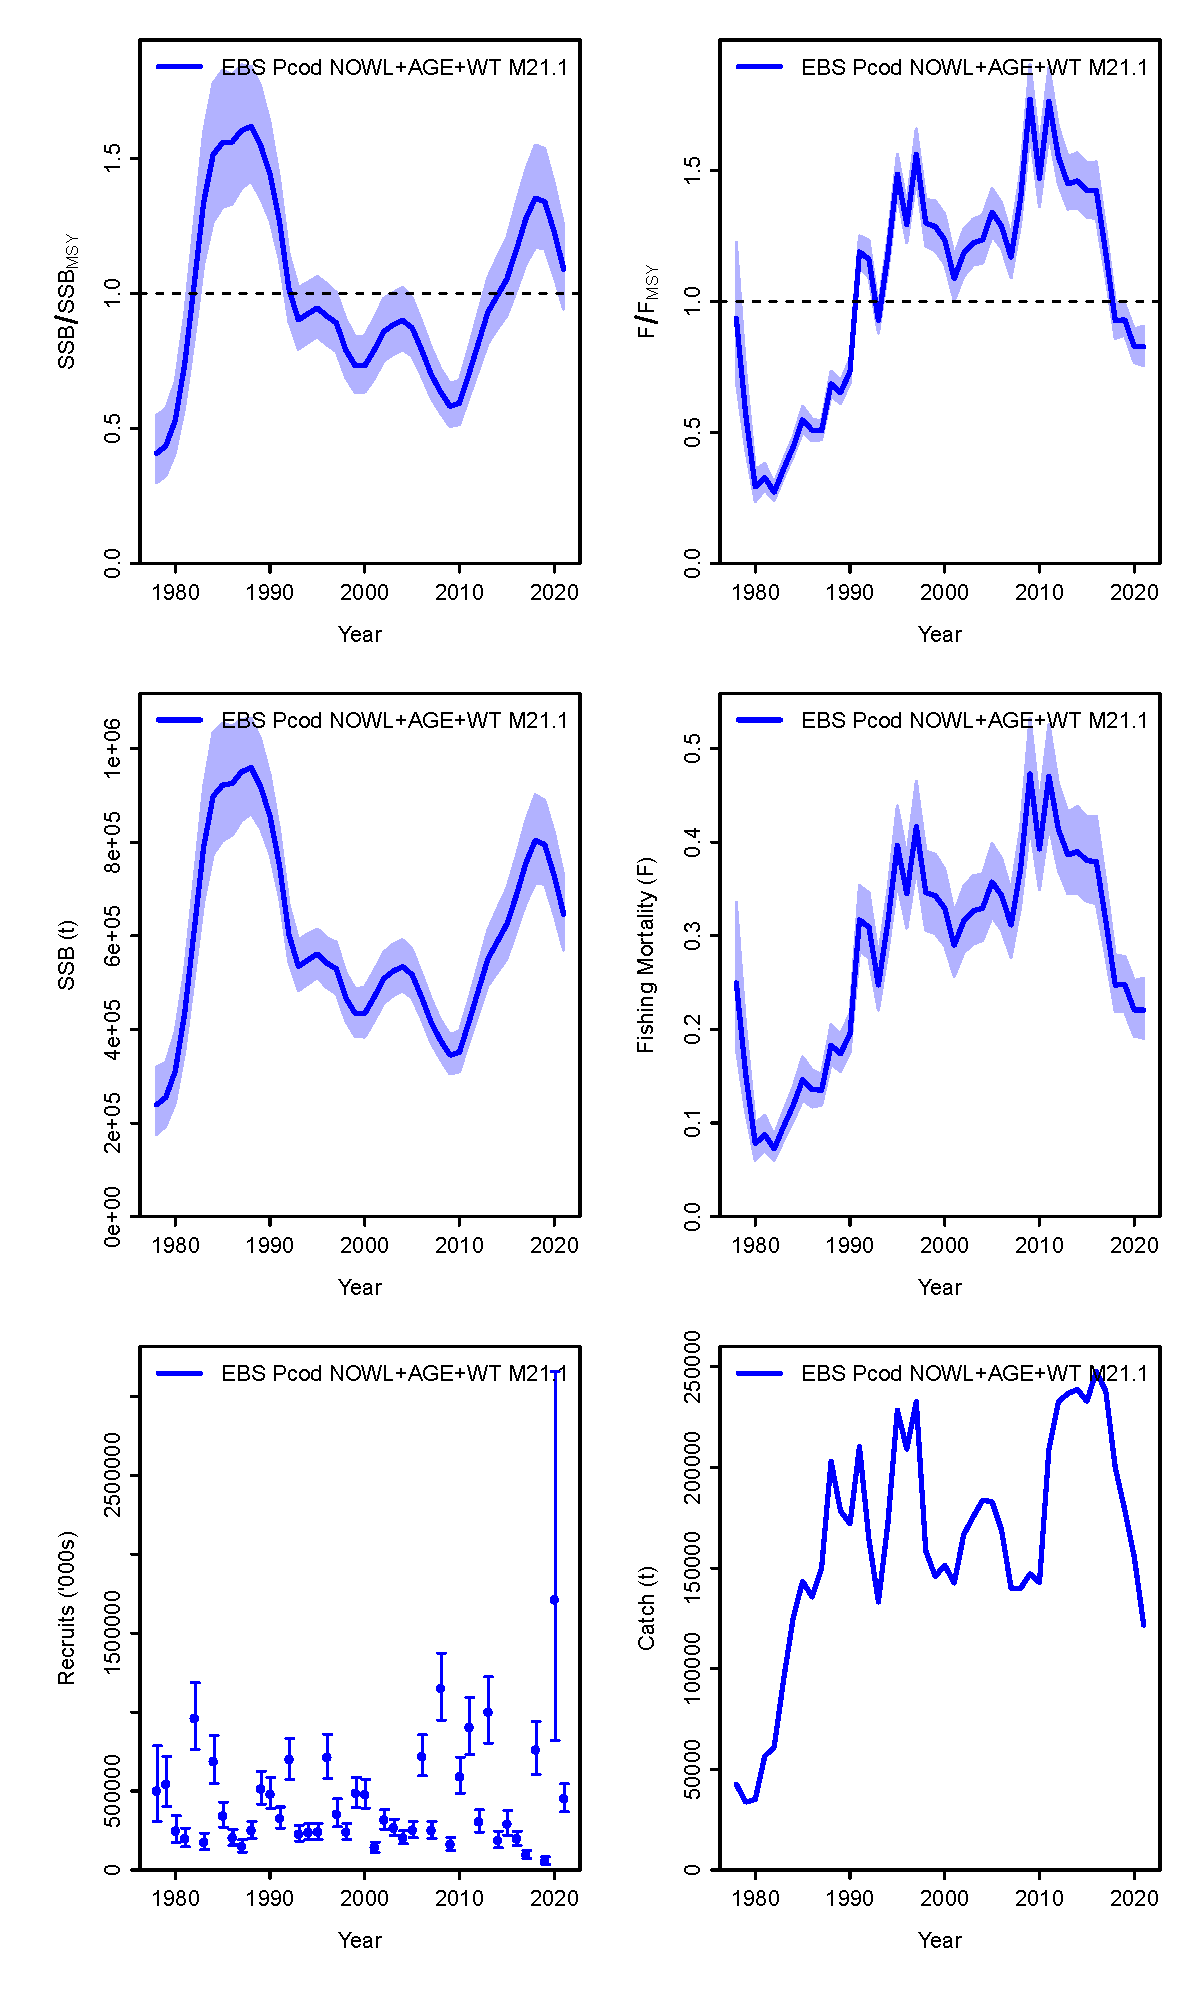 EBS Pcod NOWL+AGE+WT M21.1
SSB/SSBMSY
0.0 0.5 1.0 1.5
1980 1990 2000 2010 2020
Year
EBS Pcod NOWL+AGE+WT M21.1
F/FMSY
0.0 0.5 1.0 1.5
1980 1990 2000 2010 2020
Year
EBS Pcod NOWL+AGE+WT M21.1
SSB (t)
0e+00 2e+05 4e+05 6e+05 8e+05 1e+06
1980 1990 2000 2010 2020
Year
EBS Pcod NOWL+AGE+WT M21.1
Fishing Mortality (F)
0.0 0.1 0.2 0.3 0.4 0.5
1980 1990 2000 2010 2020
Year
EBS Pcod NOWL+AGE+WT M21.1
Recruits ('000s)
0 500000 1500000 2500000
1980 1990 2000 2010 2020
Year
EBS Pcod NOWL+AGE+WT M21.1
Catch (t)
0 50000 100000 150000 200000 250000
1980 1990 2000 2010 2020
Year